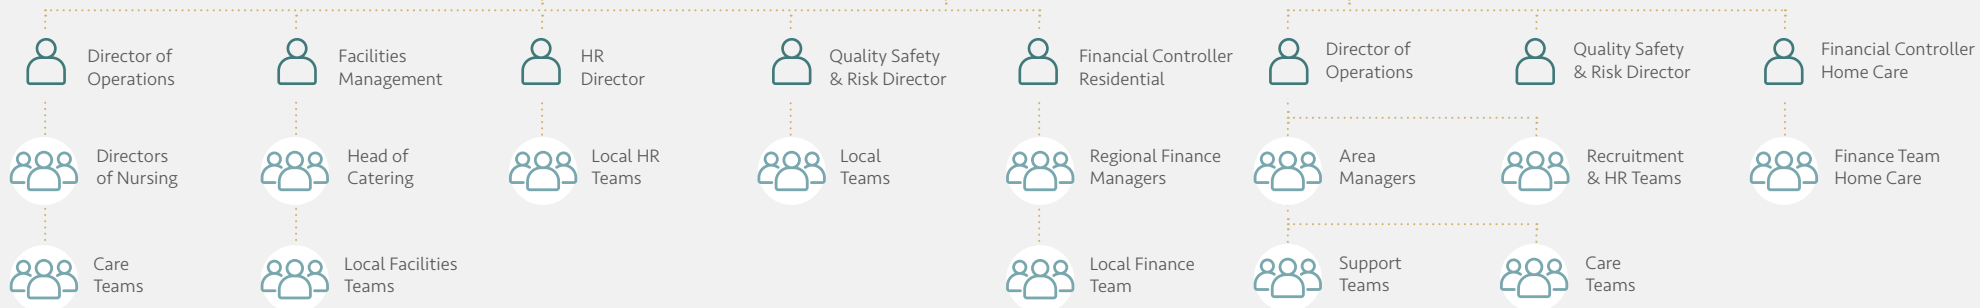 Director of
Operations
Facilities
Management
HR
Director
Quality Safety
& Risk Director
Financial Controller
Residential
Director of
Operations
Quality Safety
& Risk Director
Financial Controller
Home Care
Directors
of Nursing
Head of
Catering
Local HR
Teams
Local
Teams
Regional Finance
Managers
Area
Managers
Recruitment
& HR Teams
Finance Team
Home Care
Care
Teams
Local Facilities
Teams
Local Finance
Team
Support
Teams
Care
Teams